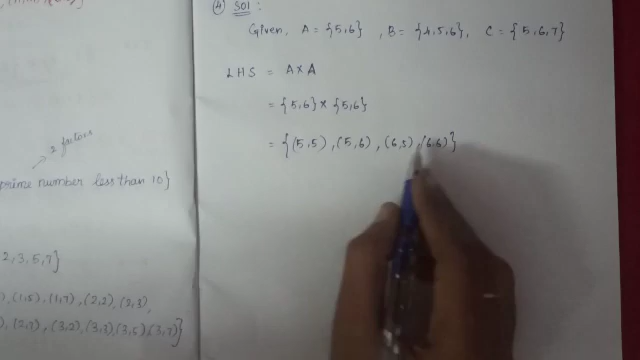 ④ Sol :
Given, A = {5,6} , B = {4,5,6} , C = {5,6,7}
LHS = A X A
= {5,6} X {5,6}
= {(5,5) , (5,6) , (6,5) , (6,6)}
2 factors
prime number less than 10}
2,3,5,7}
, (1,5), (1,7), (2,2), (2,3),
, (2,7), (3,2), (3,3), (3,5), (3,7)}